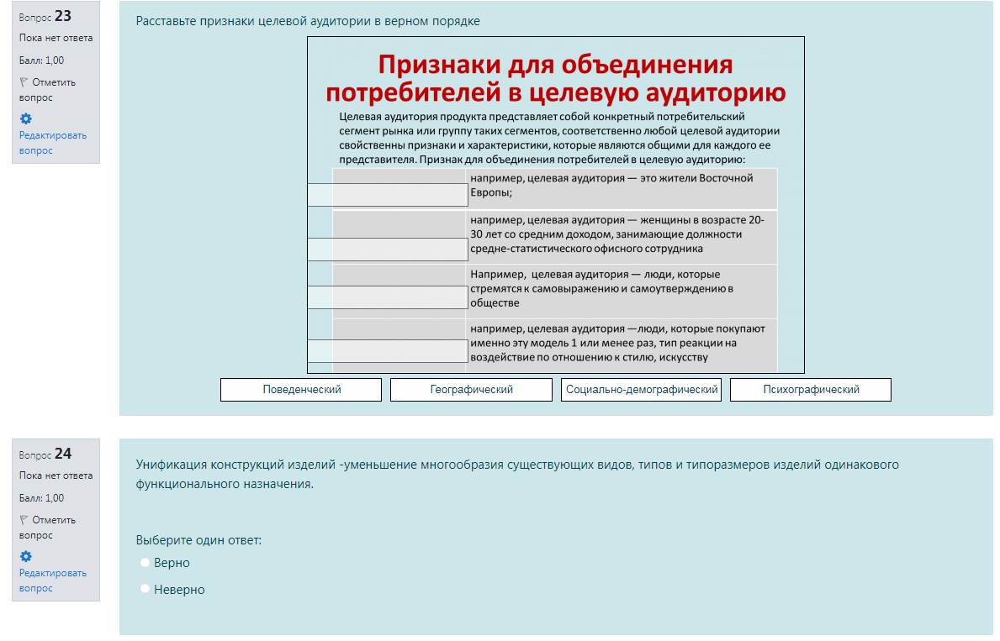 Вопрос 23
Пока нет ответа
Балл: 1,00
Отметить
вопрос
Редактировать
вопрос
Расставьте признаки целевой аудитории в верном порядке
Признаки для объединения
потребителей в целевую аудиторию
Целевая аудитория продукта представляет собой конкретный потребительский
сегмент рынка или группу таких сегментов, соответственно любой целевой аудитории
свойственны признаки и характеристики, которые являются общими для каждого ее
представителя. Признак для объединения потребителей в целевую аудиторию:
например, целевая аудитория — это жители Восточной
Европы;
например, целевая аудитория — женщины в возрасте 20-
30 лет со средним доходом, занимающие должности
средне-статистического офисного сотрудника
Например, целевая аудитория — люди, которые
стремятся к самовыражению и самоутверждению в
обществе
например, целевая аудитория —люди, которые покупают
именно эту модель 1 или менее раз, тип реакции на
воздействие по отношению к стилю, искусству
Поведенческий
Географический
Социально-демографический
Психографический
Вопрос 24
Пока нет ответа
Балл: 1,00
Отметить
вопрос
Редактировать
вопрос
Унификация конструкций изделий -уменьшение многообразия существующих видов, типов и типоразмеров изделий одинакового
функционального назначения.
Выберите один ответ:
Верно
Неверно